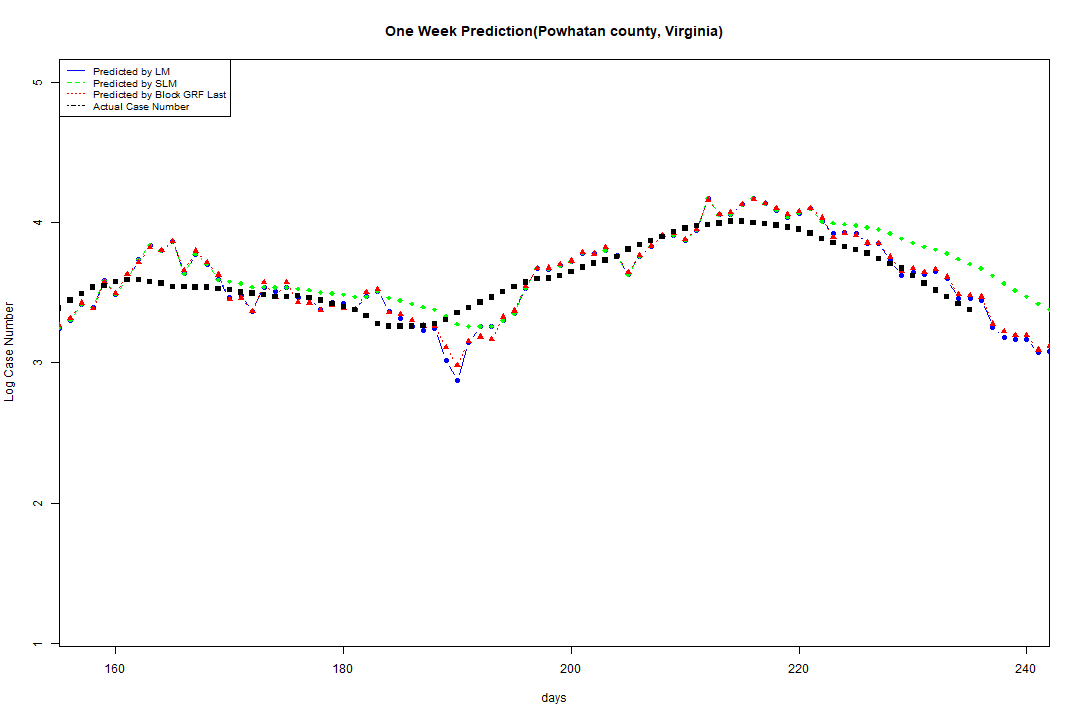 One Week Prediction(Powhatan county, Virginia)
Predicted by LM
Predicted by SLM
Predicted by Block GRF Last
Actual Case Number
5
4
3
2
1
Log Case Number
160 180 200 220 240
days